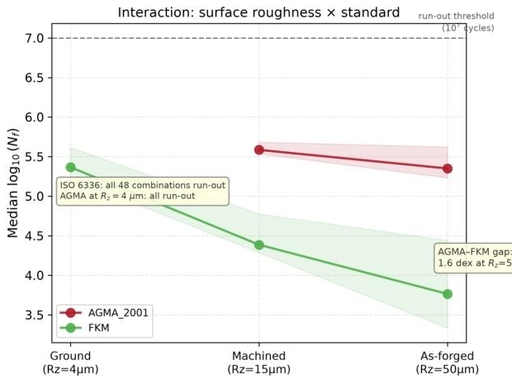 Interaction: surface roughness × standard
run-out threshold
(10⁷ cycles)
7.0
6.5
6.0
5.5
5.0
4.5
4.0
3.5
Median log₁₀(Nf)
ISO 6336: all 48 combinations run-out
AGMA at Rz = 4 μm: all run-out
AGMA–FKM gap:
1.6 dex at Rz=5
AGMA_2001
FKM
Ground
(Rz=4μm)
Machined
(Rz=15μm)
As-forged
(Rz=50μm)